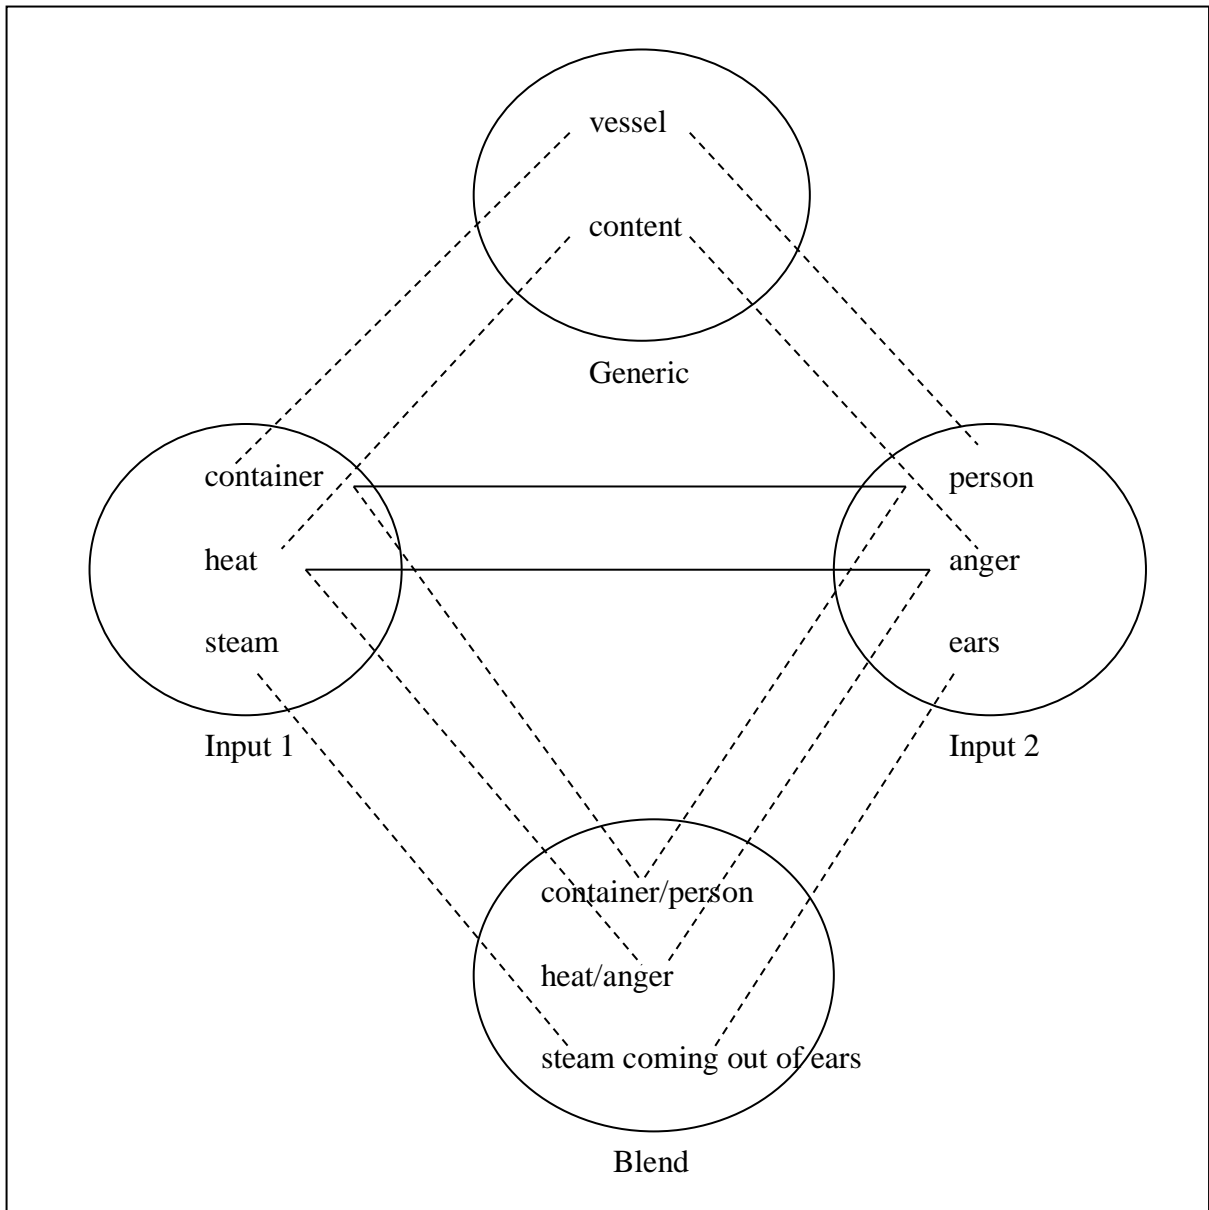 vessel
content
Generic
container
person
heat
anger
steam
ears
Input 1
Input 2
container/person
heat/anger
steam coming out of ears
Blend